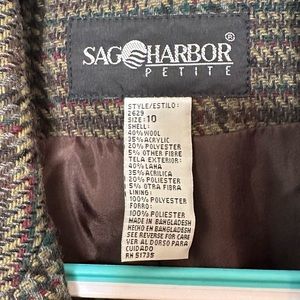 SAG HARBOR®
PETITE
STYLE/ESTILO:
2629
SIZE: 10
SHELL:
40% WOOL
35% ACRYLIC
20% POLYESTER
5% OTHER FIBRE
TELA EXTERIOR:
40% LANA
35% ACRILICA
20% POLIESTER
5% OTRA FIBRA
LINING:
100% POLYESTER
FORRO:
100% POLIESTER
MADE IN BANGLADESH
HECHO EN BANGLADESH
SEE REVERSE FOR CARE
VER AL DORSO PARA
CUIDADO
RN 51735